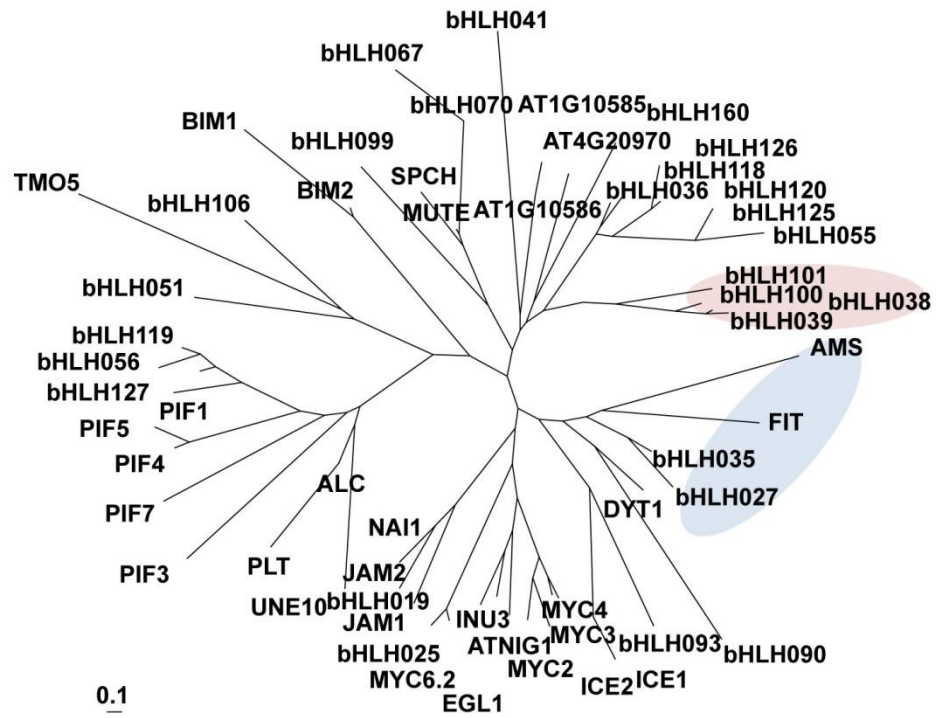 bHLH041
bHLH067
bHLH070
AT1G10585
bHLH160
BIM1
bHLH099
AT4G20970
bHLH126
bHLH118
SPCH
TMO5
BIM2
bHLH036
bHLH120
bHLH106
MUTE
AT1G10586
bHLH125
bHLH055
bHLH101
bHLH051
bHLH100
bHLH038
bHLH039
bHLH119
AMS
bHLH056
bHLH127
PIF1
PIF5
FIT
PIF4
bHLH035
ALC
bHLH027
PIF7
DYT1
NAI1
PIF3
PLT
JAM2
UNE10
bHLH019
MYC4
JAM1
INU3
MYC3
ATNIG1
bHLH093
bHLH090
bHLH025
MYC2
MYC6.2
ICE2
ICE1
EGL1
0.1